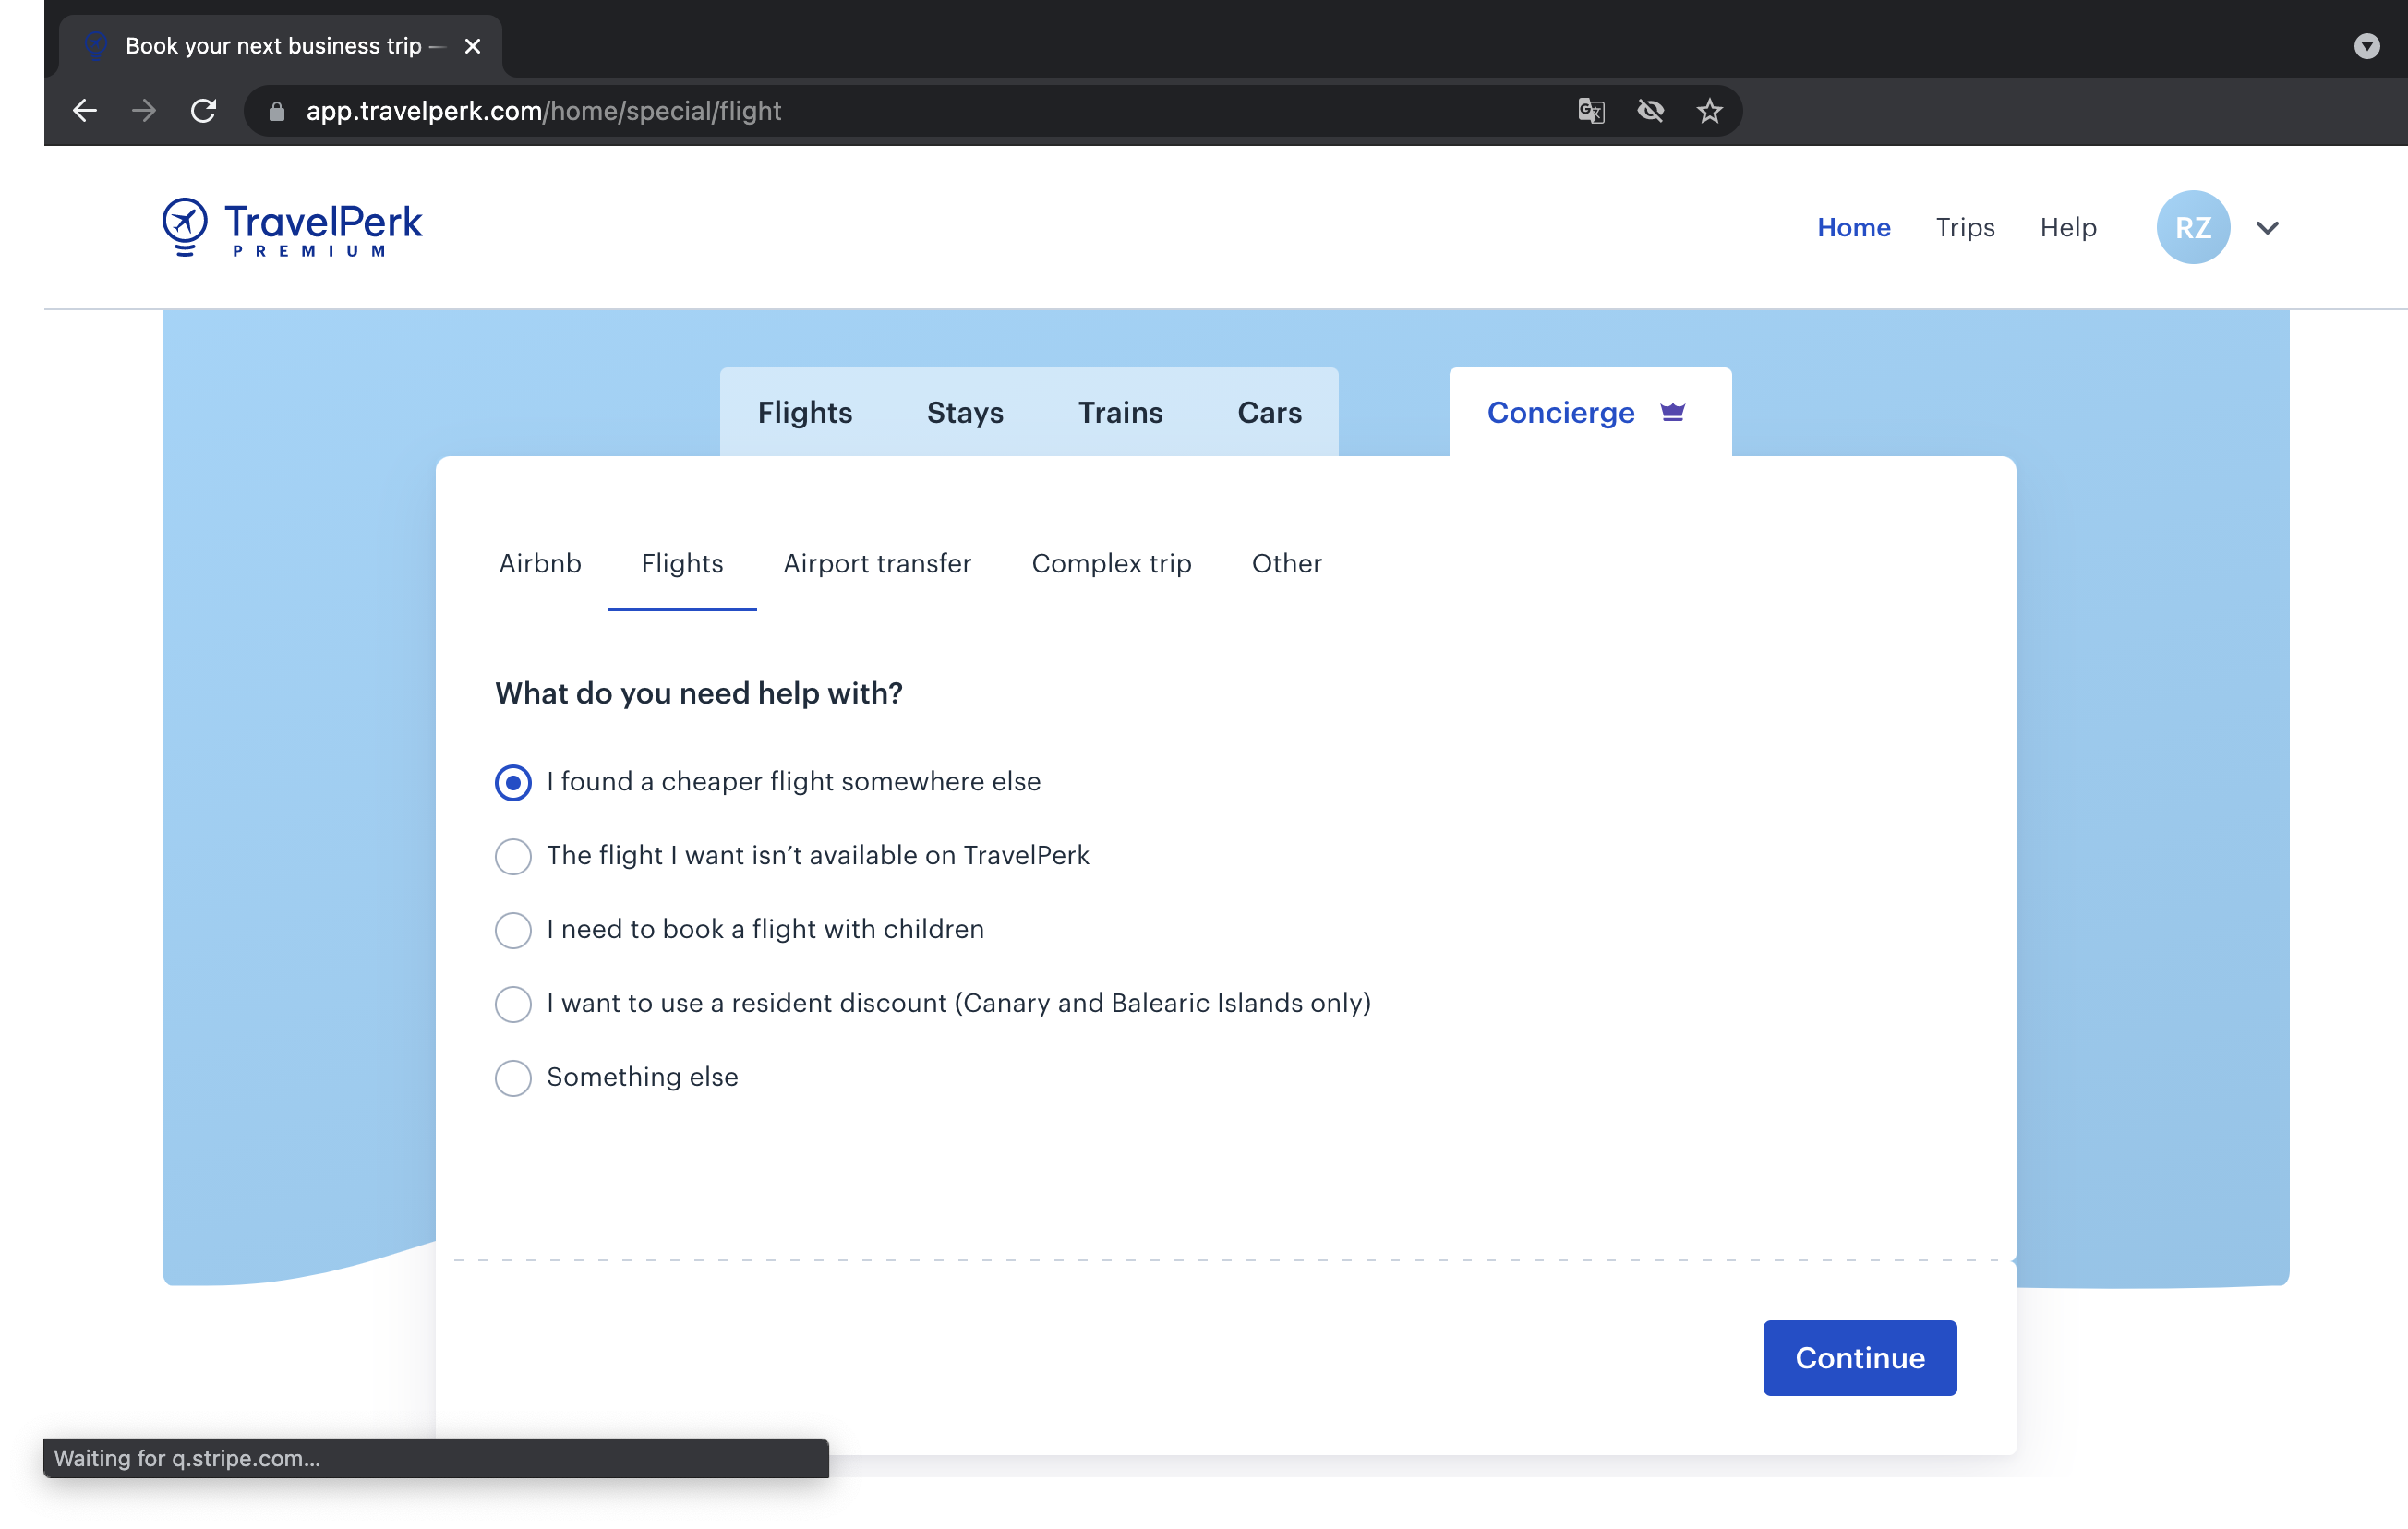 Book your next business trip —
app.travelperk.com/home/special/flight
TravelPerk
PREMIUM
Home Trips Help RZ
Flights Stays Trains Cars Concierge
Airbnb Flights Airport transfer Complex trip Other
What do you need help with?
I found a cheaper flight somewhere else
The flight I want isn’t available on TravelPerk
I need to book a flight with children
I want to use a resident discount (Canary and Balearic Islands only)
Something else
Continue
Waiting for q.stripe.com...